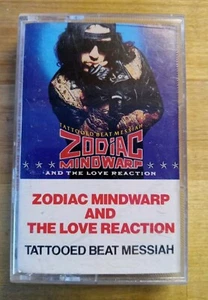 TATTOOED BEAT MESSIAH
ZODIAC
MINDWARP
AND THE LOVE REACTION
ZODIAC MINDWARP
AND
THE LOVE REACTION
TATTOOED BEAT MESSIAH